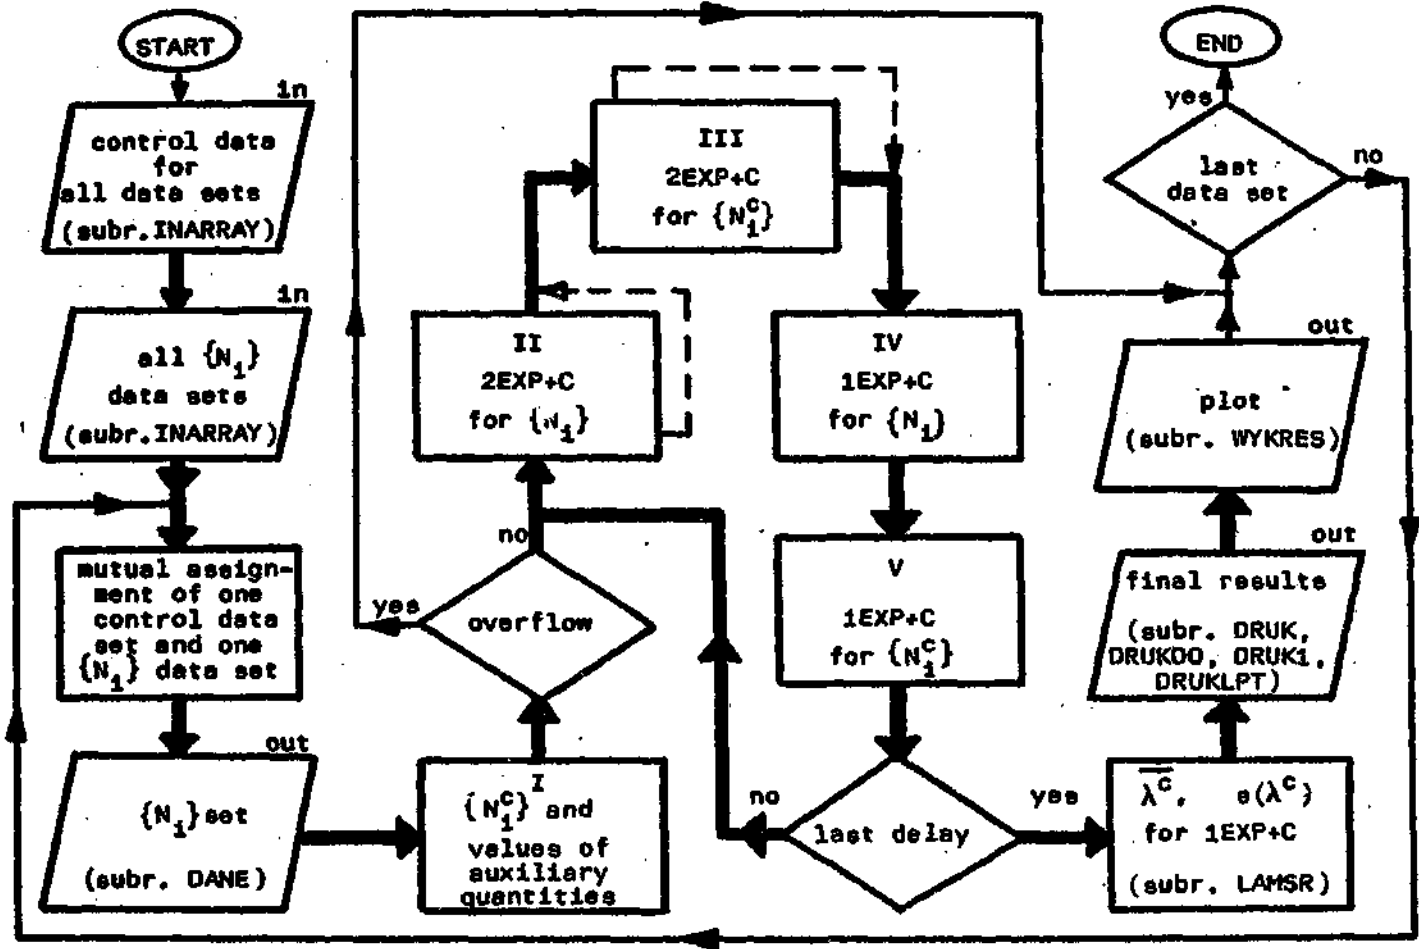 START
in
control data
for
all data sets
(subr.INARRAY)
in
all {N_i}
data sets
(subr.INARRAY)
mutual assign-
ment of one
control data
set and one
{N_i} data set
out
{N_i} set
(subr. DANE)
I
{N_i^c} and
values of
auxiliary
quantities
overflow
yes
no
II
2EXP+C
for {N_i}
III
2EXP+C
for {N_i^c}
IV
1EXP+C
for {N_i}
V
1EXP+C
for {N_i^c}
last delay
no
yes
λ^c, s(λ^c)
for 1EXP+C
(subr. LAMSR)
out
final results
(subr. DRUK,
DRUKDO, DRUK1,
DRUKLPT)
out
plot
(subr. WYKRES)
last
data set
no
yes
END